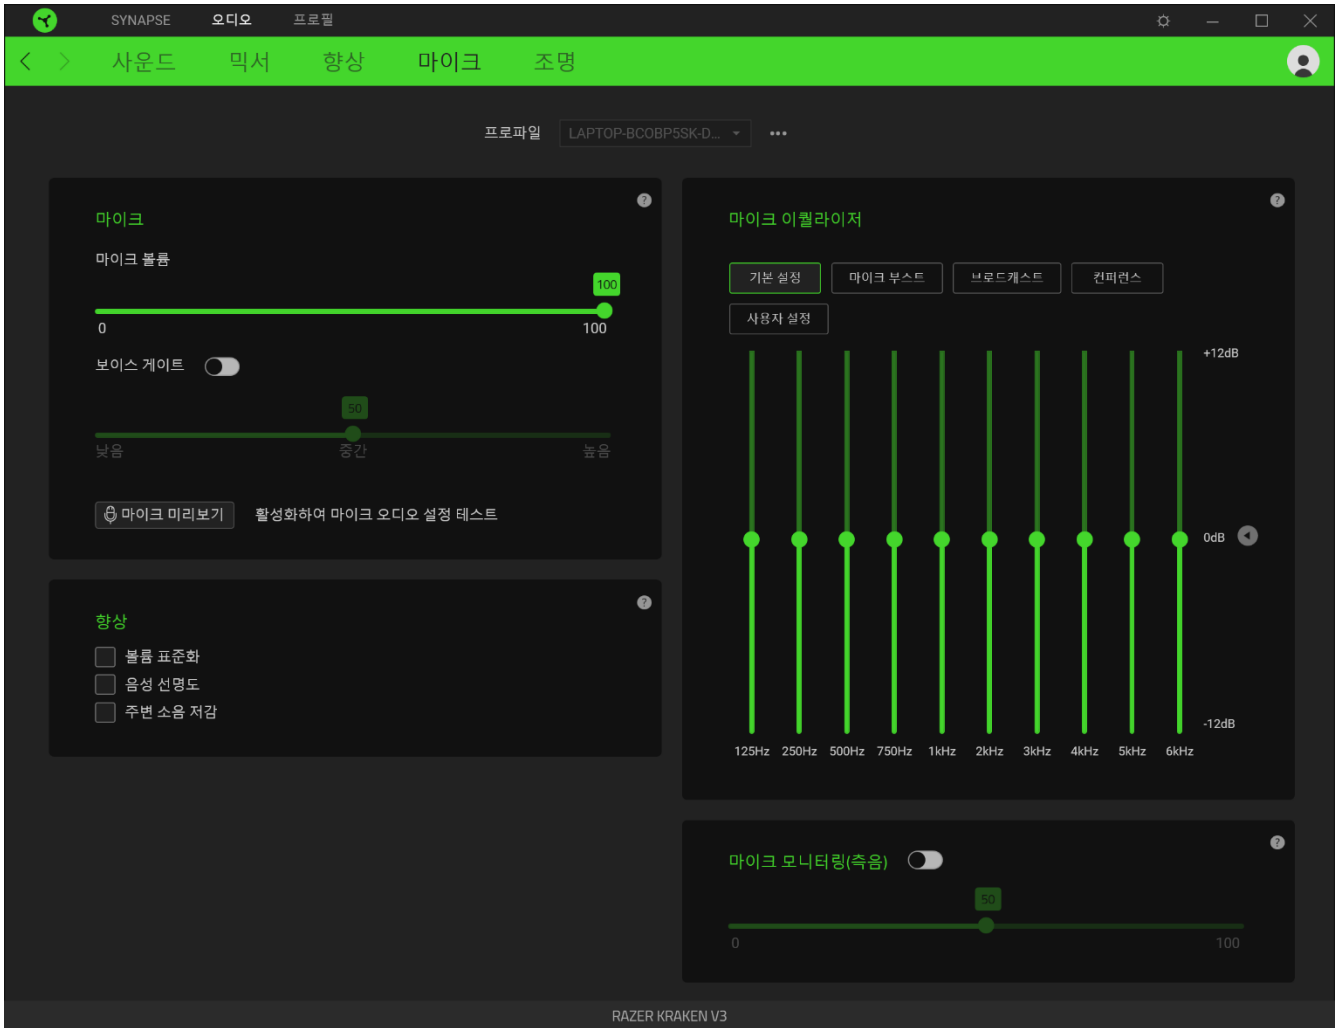 SYNAPSE 오디오 프로필
사운드 믹서 향상 마이크 조명
프로파일 LAPTOP-BCOBP5SK-D...
마이크
마이크 볼륨
100
0 100
보이스 게이트
50
낮음 중간 높음
마이크 미리보기 활성화하여 마이크 오디오 설정 테스트
향상
볼륨 표준화
음성 선명도
주변 소음 저감
마이크 이퀄라이저
기본 설정 마이크 부스트 브로드캐스트 컨퍼런스
사용자 설정
+12dB
0dB
-12dB
125Hz 250Hz 500Hz 750Hz 1kHz 2kHz 3kHz 4kHz 5kHz 6kHz
마이크 모니터링(측음)
50
0 100
RAZER KRAKEN V3